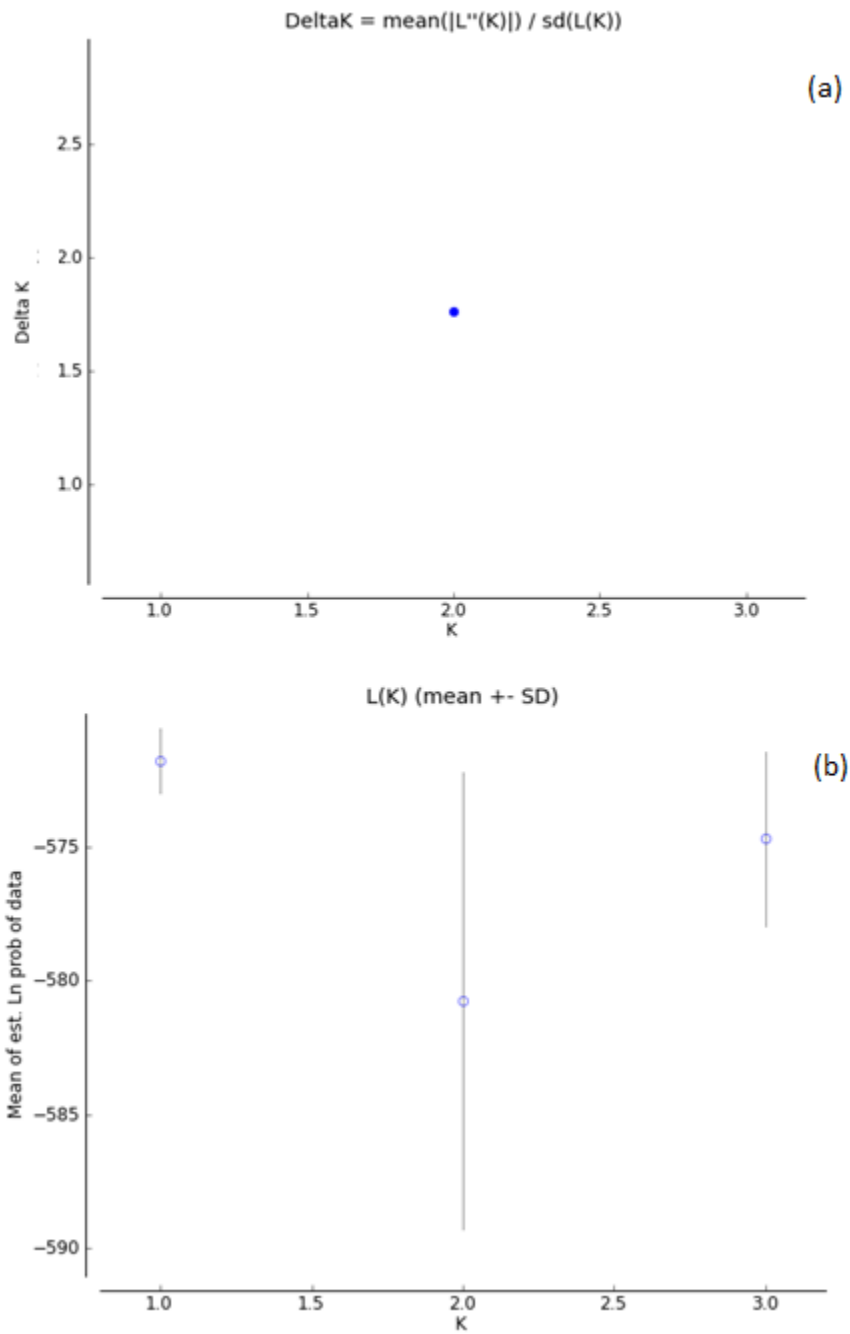 DeltaK = mean(|L''(K)|) / sd(L(K))
(a)
2.5
2.0
1.5
1.0
Delta K
1.0 1.5 2.0 2.5 3.0
K
L(K) (mean +- SD)
(b)
−575
−580
−585
−590
Mean of est. Ln prob of data
1.0 1.5 2.0 2.5 3.0
K